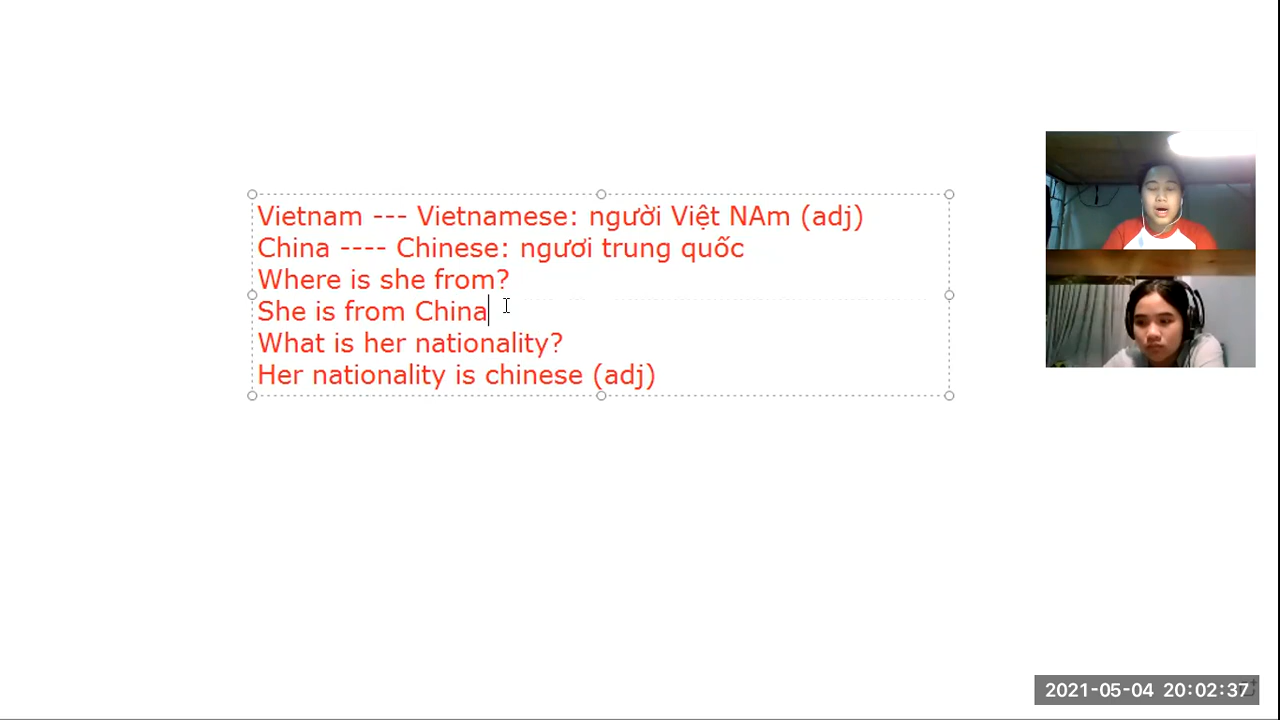 Vietnam --- Vietnamese: người Việt NAm (adj)
China ---- Chinese: ngươi trung quốc
Where is she from?
She is from China
What is her nationality?
Her nationality is chinese (adj)
2021-05-04 20:02:37